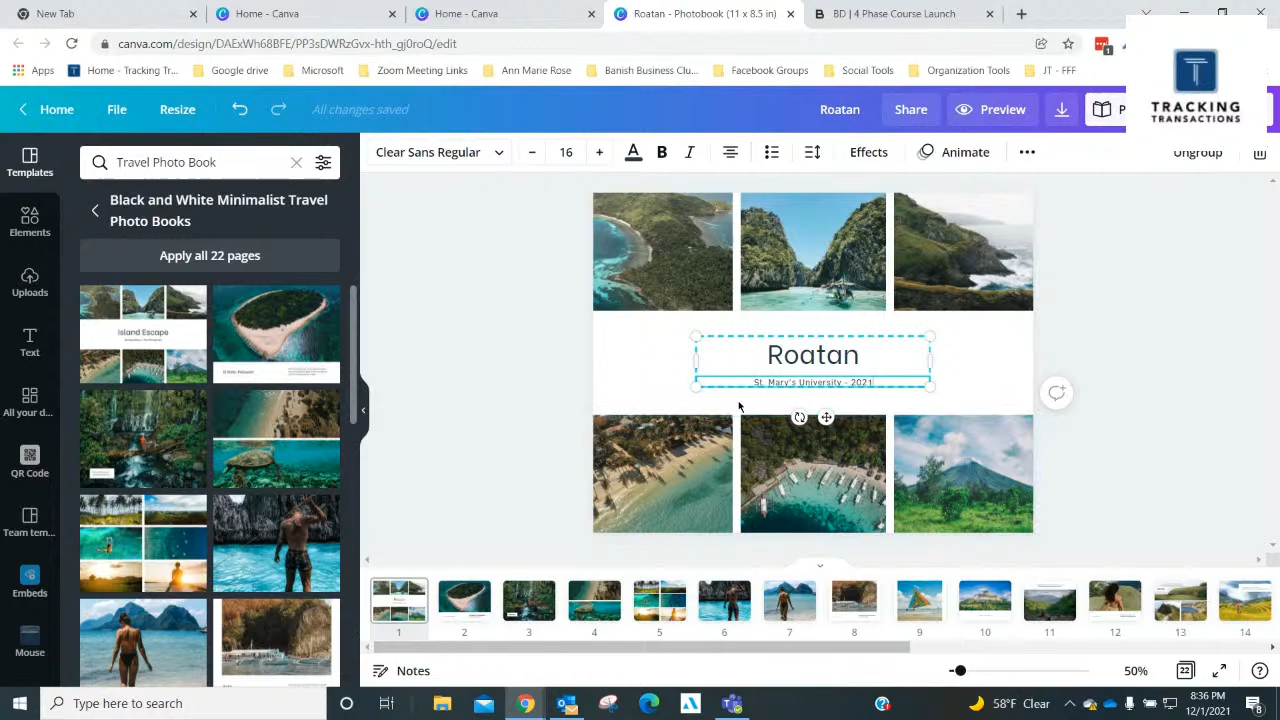 New Tab
Home - Canva
Home - Canva
Roatan - Photobook (11 x 8.5 in)
BD | 4 Phase Course Launch
canva.com/design/DAExWh68BFE/PP3sDWRzGvx-hth_gj0roQ/edit
Apps
Home - Tracking Tr...
Google drive
Microsoft
Zoom Meeting Links
Ann Marie Rose
Banish Business Clu...
Facebook Groups
Social Tools
Organization Tools
JT - FFF
TRACKING
TRANSACTIONS
Home
File
Resize
All changes saved
Roatan
Share
Preview
Templates
Elements
Uploads
Text
All your d...
QR Code
Team tem...
Embeds
Mouse
Travel Photo Book
Black and White Minimalist Travel
Photo Books
Apply all 22 pages
Island Escape
Clear Sans Regular
16
Effects
Animate
Ungroup
Roatan
St. Mary's University - 2021
1
2
3
4
5
6
7
8
9
10
11
12
13
14
Notes
50%
22
Type here to search
58°F Clear
8:36 PM
12/1/2021